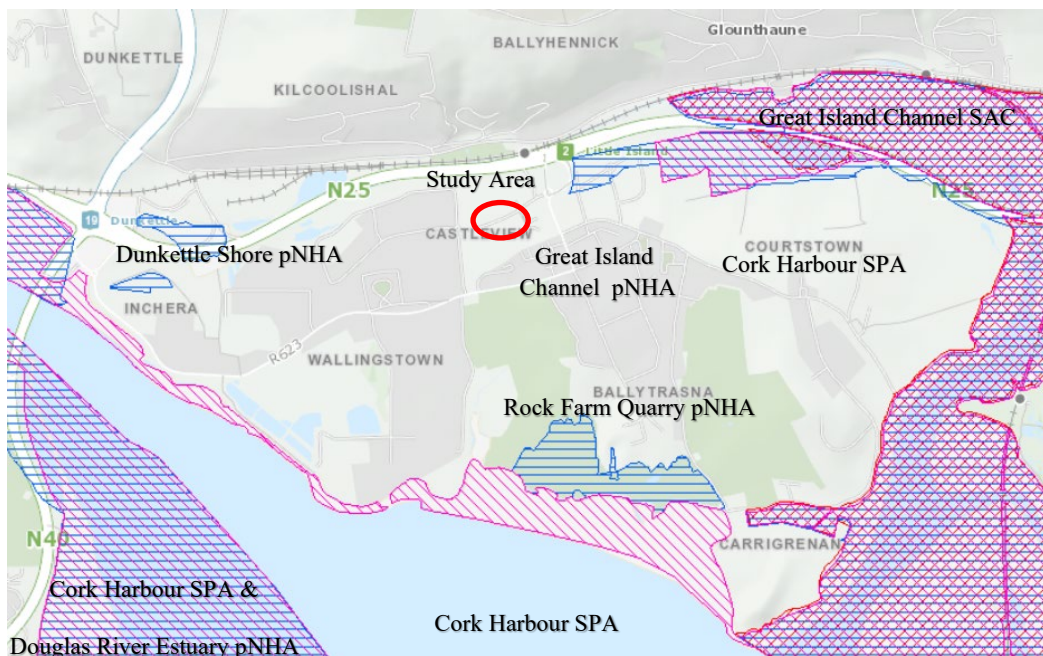 Glounthaune
BALLYHENNICK
DUNKETTLE
KILCOOLISHAL
Great Island Channel SAC
2 Little Island
Study Area
N25
N25
19 Dunkettle
CASTLEVIEW
Dunkettle Shore pNHA
Great Island
Channel pNHA
COURTSTOWN
Cork Harbour SPA
INCHERA
R623
WALLINGSTOWN
BALLYTRASNA
Rock Farm Quarry pNHA
N40
CARRIGRENAN
Cork Harbour SPA &
Douglas River Estuary pNHA
Cork Harbour SPA